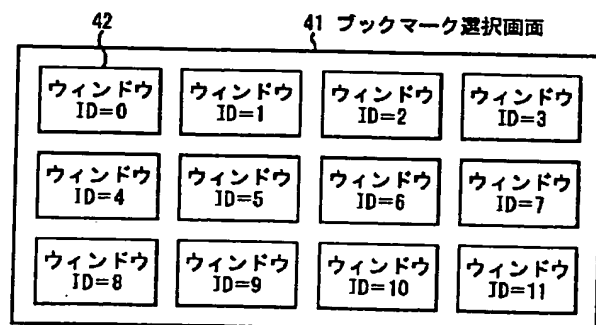 42
41 ブックマーク選択画面
ウィンドウ
ID=0
ウィンドウ
ID=1
ウィンドウ
ID=2
ウィンドウ
ID=3
ウィンドウ
ID=4
ウィンドウ
ID=5
ウィンドウ
ID=6
ウィンドウ
ID=7
ウィンドウ
ID=8
ウィンドウ
ID=9
ウィンドウ
ID=10
ウィンドウ
ID=11